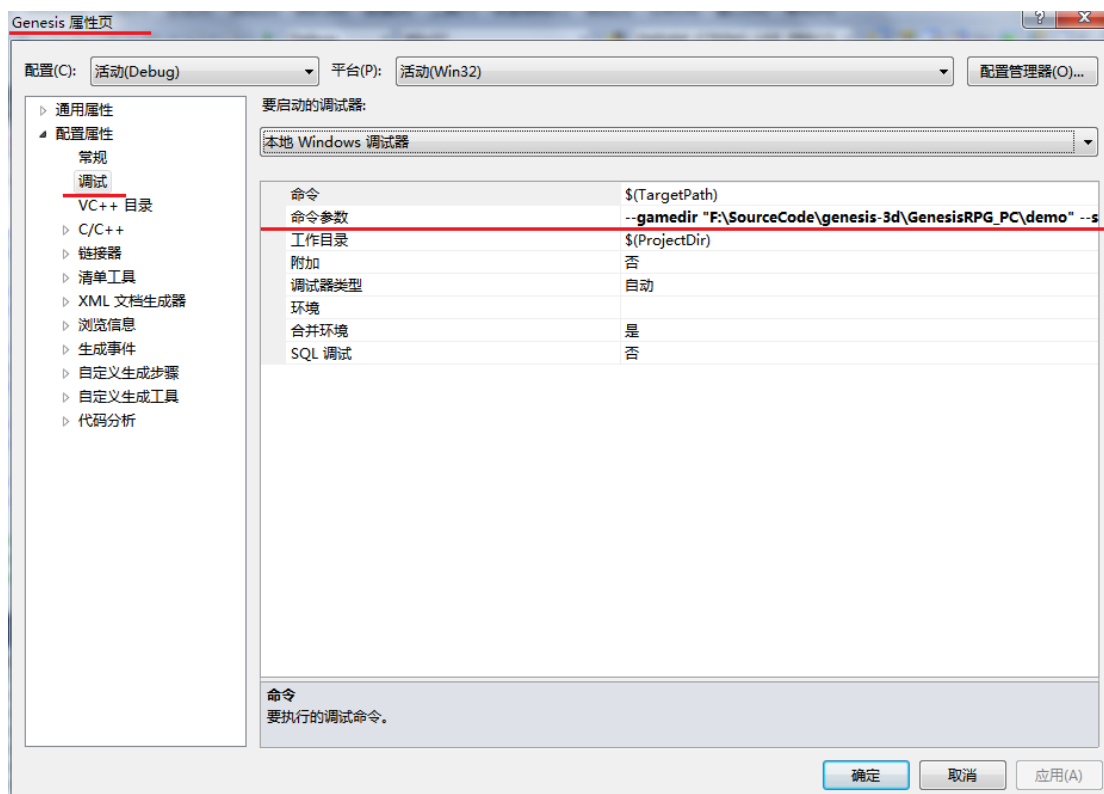 Genesis 属性页
配置(C): 活动(Debug) 平台(P): 活动(Win32) 配置管理器(O)...
通用属性
配置属性
常规
调试
VC++ 目录
C/C++
链接器
清单工具
XML 文档生成器
浏览信息
生成事件
自定义生成步骤
自定义生成工具
代码分析
要启动的调试器:
本地 Windows 调试器
命令 $(TargetPath)
命令参数 --gamedir "F:\SourceCode\genesis-3d\GenesisRPG_PC\demo" --s
工作目录 $(ProjectDir)
附加 否
调试器类型 自动
环境
合并环境 是
SQL 调试 否
命令
要执行的调试命令。
确定 取消 应用(A)